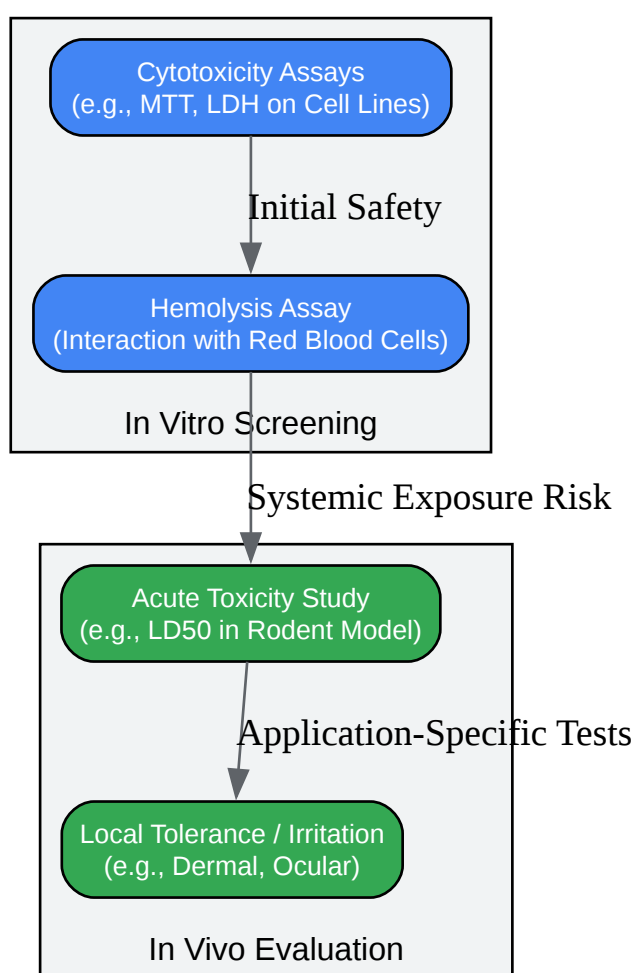 Cytotoxicity Assays
(e.g., MTT, LDH on Cell Lines)
Initial Safety
Hemolysis Assay
(Interaction with Red Blood Cells)
In Vitro Screening
Systemic Exposure Risk
Acute Toxicity Study
(e.g., LD50 in Rodent Model)
Application-Specific Tests
Local Tolerance / Irritation
(e.g., Dermal, Ocular)
In Vivo Evaluation